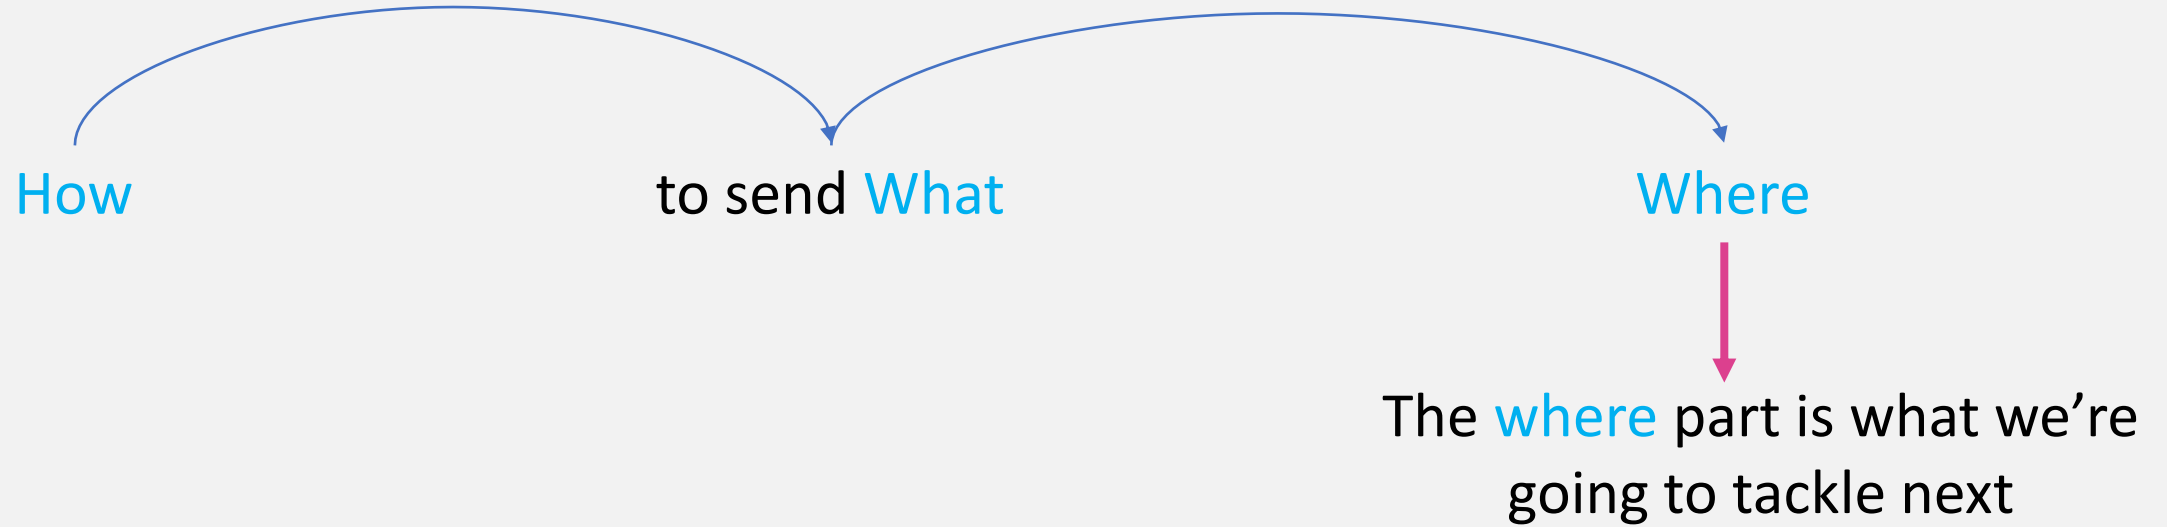 How to send What Where
The where part is what we’re
going to tackle next